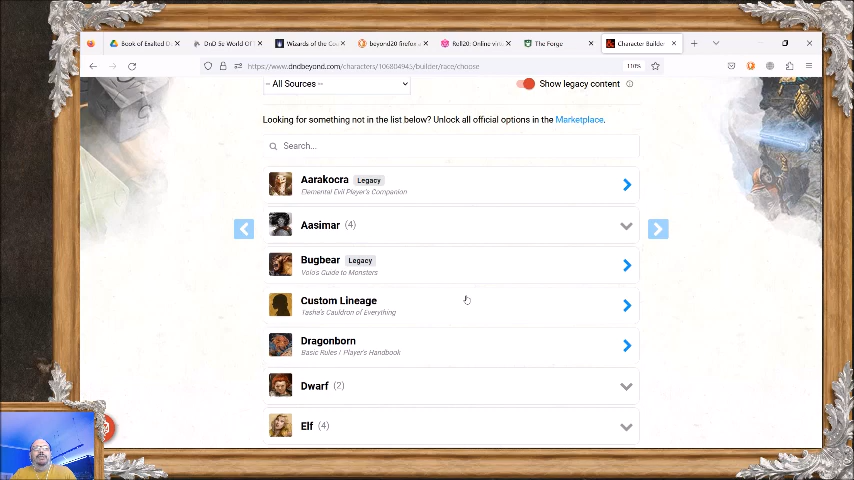 Book of Exalted D
DnD 5e World OF
Wizards of the Coa
beyond20 firefox a
Roll20: Online virtu
The Forge
Character Builder
https://www.dndbeyond.com/characters/106804945/builder/race/choose
110%
-- All Sources --
Show legacy content
Looking for something not in the list below? Unlock all official options in the Marketplace.
Search...
Aarakocra Legacy
Elemental Evil Player's Companion
Aasimar (4)
Bugbear Legacy
Volos Guide to Monsters
Custom Lineage
Tasha's Cauldron of Everything
Dragonborn
Basic Rules / Player's Handbook
Dwarf (2)
Elf (4)